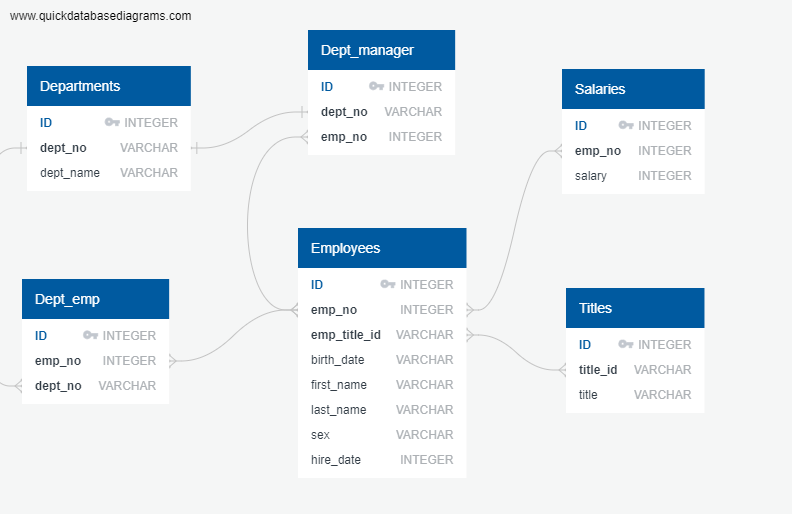 www.quickdatabasediagrams.com
Departments
ID INTEGER
dept_no VARCHAR
dept_name VARCHAR
Dept_manager
ID INTEGER
dept_no VARCHAR
emp_no INTEGER
Salaries
ID INTEGER
emp_no INTEGER
salary INTEGER
Dept_emp
ID INTEGER
emp_no INTEGER
dept_no VARCHAR
Employees
ID INTEGER
emp_no INTEGER
emp_title_id VARCHAR
birth_date VARCHAR
first_name VARCHAR
last_name VARCHAR
sex VARCHAR
hire_date INTEGER
Titles
ID INTEGER
title_id VARCHAR
title VARCHAR